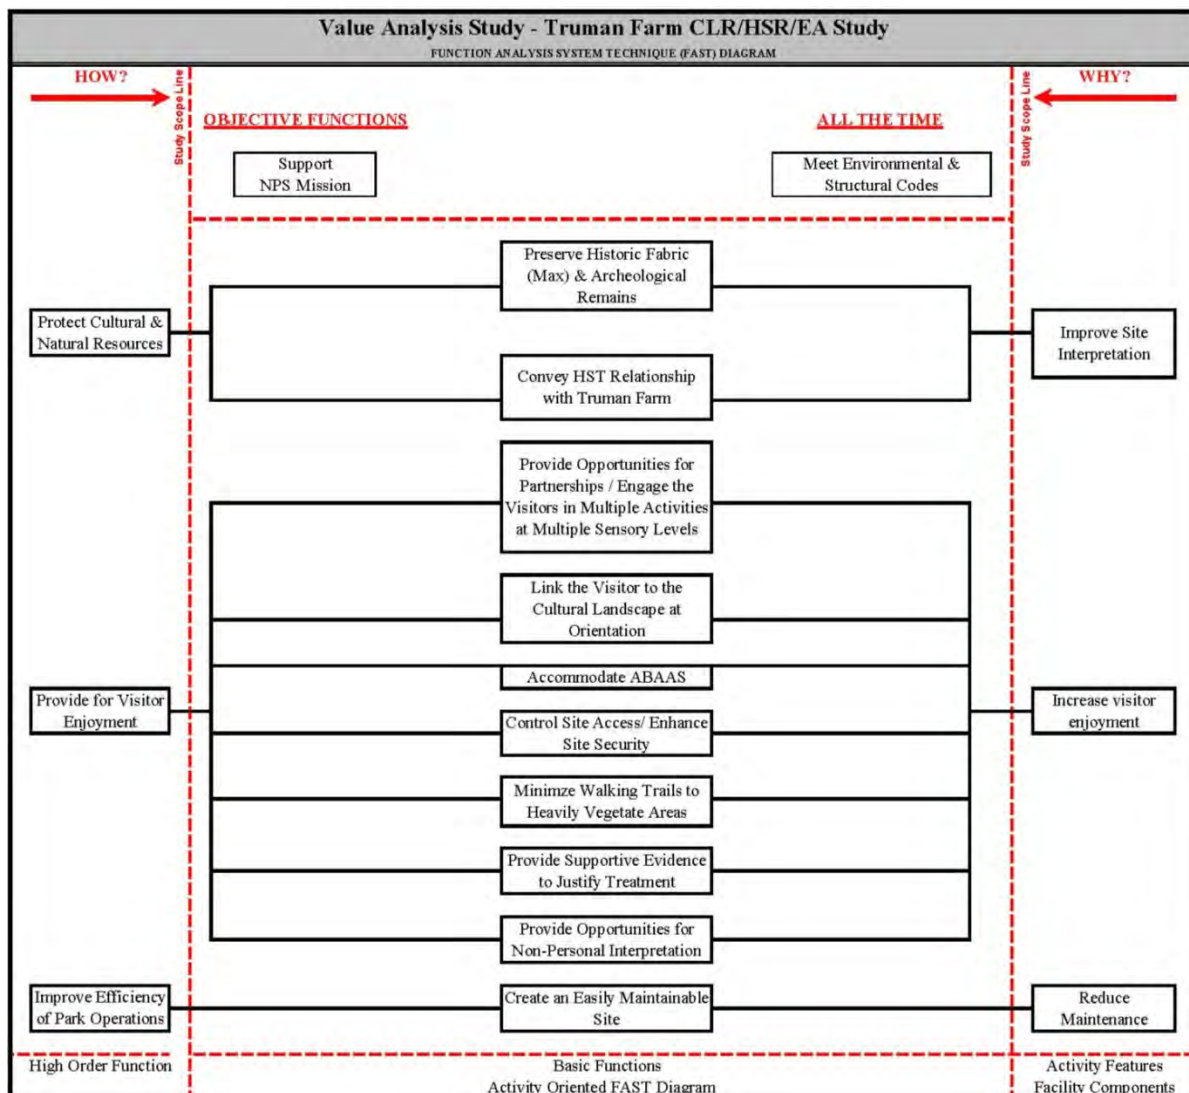 Value Analysis Study - Truman Farm CLR/HSR/EA Study
FUNCTION ANALYSIS SYSTEM TECHNIQUE (FAST) DIAGRAM
HOW?
Study Scope Line
WHY?
Study Scope Line
OBJECTIVE FUNCTIONS
ALL THE TIME
Support
NPS Mission
Meet Environmental &
Structural Codes
Preserve Historic Fabric
(Max) & Archeological
Remains
Protect Cultural &
Natural Resources
Improve Site
Interpretation
Convey HST Relationship
with Truman Farm
Provide Opportunities for
Partnerships / Engage the
Visitors in Multiple Activities
at Multiple Sensory Levels
Link the Visitor to the
Cultural Landscape at
Orientation
Accommodate ABAAS
Provide for Visitor
Enjoyment
Increase visitor
enjoyment
Control Site Access/ Enhance
Site Security
Minimze Walking Trails to
Heavily Vegetate Areas
Provide Supportive Evidence
to Justify Treatment
Provide Opportunities for
Non-Personal Interpretation
Improve Efficiency
of Park Operations
Create an Easily Maintainable
Site
Reduce
Maintenance
High Order Function
Basic Functions
Activity Oriented FAST Diagram
Activity Features
Facility Components